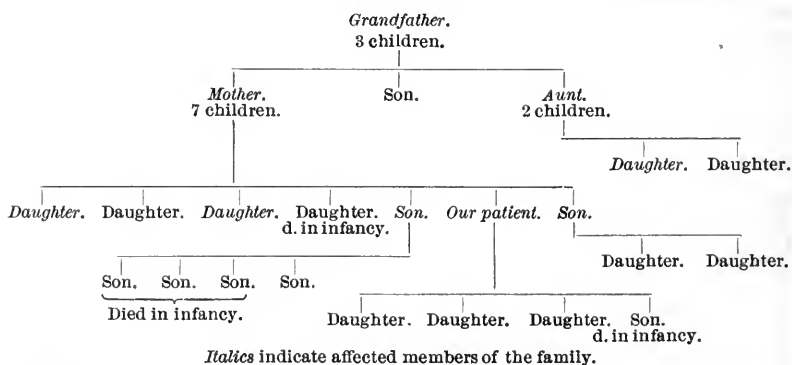 Grandfather.
3 children.
Mother. Son. Aunt.
7 children. 2 children.
Daughter. Daughter.
Daughter. Daughter. Daughter. Daughter. Son. Our patient. Son.
d. in infancy.
Daughter. Daughter.
Son. Son. Son. Son.
Died in infancy.
Daughter. Daughter. Daughter. Son.
d. in infancy.
Italics indicate affected members of the family.